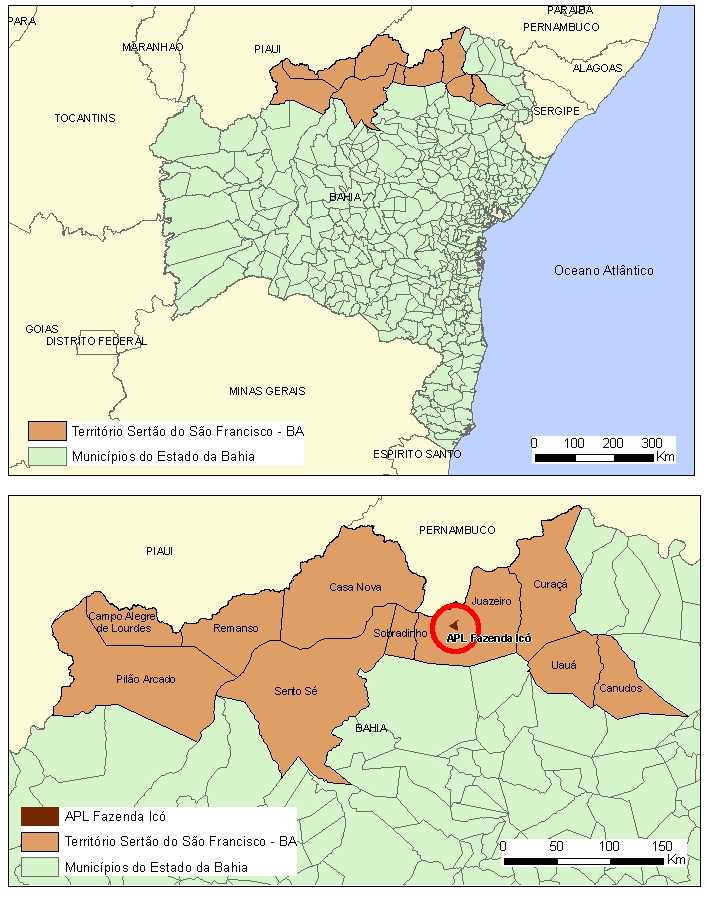 PARAIBA
PARA
PERNAMBUCO
MARANHAO
PIAUI
ALAGOAS
TOCANTINS
SERGIPE
BAHIA
Oceano Atlântico
GOIAS
DISTRITO FEDERAL
MINAS GERAIS
Território Sertão do São Francisco - BA
Municípios do Estado da Bahia
ESPIRITO SANTO
0 100 200 300
Km
PERNAMBUCO
PIAUI
Casa Nova
Curaçá
Juazeiro
Campo Alegre
de Lourdes
Remanso
Sobradinho
APL Fazenda Icó
Uauá
Pilão Arcado
Sento Sé
Canudos
BAHIA
APL Fazenda Icó
Território Sertão do São Francisco - BA
Municípios do Estado da Bahia
0 50 100 150
Km